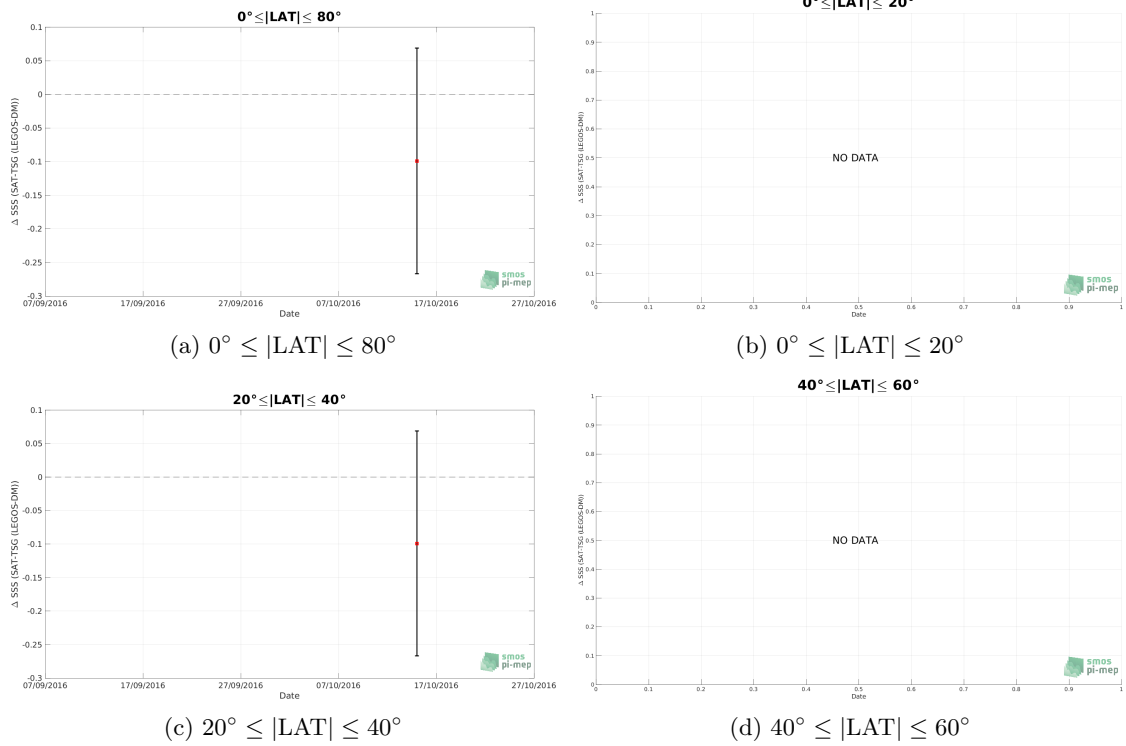 0°≤|LAT|≤ 80°
0.1
0.05
0
-0.05
-0.1
-0.15
-0.2
-0.25
-0.3
Δ SSS (SAT-TSG (LEGOS-DM))
07/09/2016 17/09/2016 27/09/2016 07/10/2016 17/10/2016 27/10/2016
Date
smos
pi-mep
(a) 0° ≤ |LAT| ≤ 80°
0°≤|LAT|≤ 20°
1
0.9
0.8
0.7
0.6
0.5
0.4
0.3
0.2
0.1
0
Δ SSS (SAT-TSG (LEGOS-DM))
NO DATA
0 0.1 0.2 0.3 0.4 0.5 0.6 0.7 0.8 0.9 1
Date
smos
pi-mep
(b) 0° ≤ |LAT| ≤ 20°
20°≤|LAT|≤ 40°
0.1
0.05
0
-0.05
-0.1
-0.15
-0.2
-0.25
-0.3
Δ SSS (SAT-TSG (LEGOS-DM))
07/09/2016 17/09/2016 27/09/2016 07/10/2016 17/10/2016 27/10/2016
Date
smos
pi-mep
(c) 20° ≤ |LAT| ≤ 40°
40°≤|LAT|≤ 60°
1
0.9
0.8
0.7
0.6
0.5
0.4
0.3
0.2
0.1
0
Δ SSS (SAT-TSG (LEGOS-DM))
NO DATA
0 0.1 0.2 0.3 0.4 0.5 0.6 0.7 0.8 0.9 1
Date
smos
pi-mep
(d) 40° ≤ |LAT| ≤ 60°